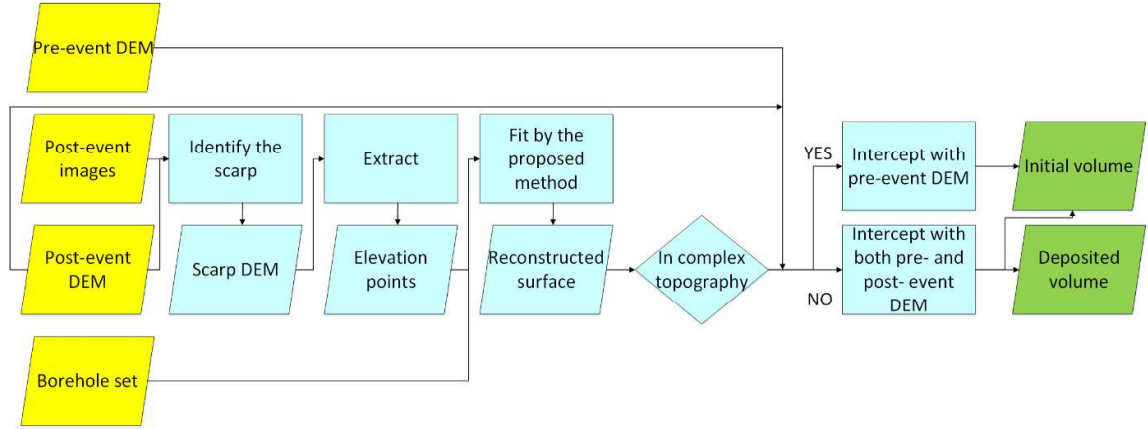 Pre-event DEM
Post-event
images
Identify the
scarp
Extract
Fit by the
proposed
method
YES
Intercept with
pre-event DEM
Initial volume
Post-event
DEM
Scarp DEM
Elevation
points
Reconstructed
surface
In complex
topography
NO
Intercept with
both pre- and
post- event
DEM
Deposited
volume
Borehole set